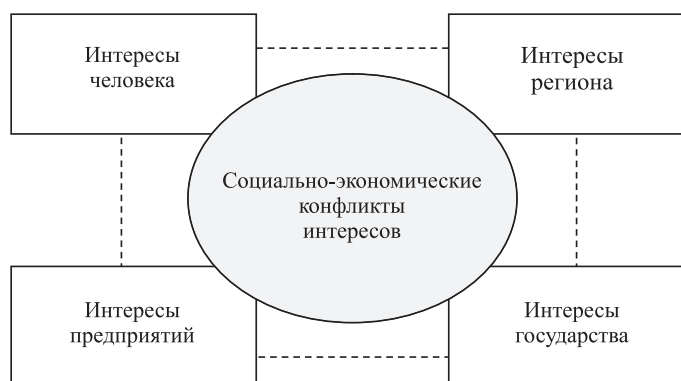 Интересы
человека
Интересы
региона
Социально-экономические
конфликты
интересов
Интересы
предприятий
Интересы
государства